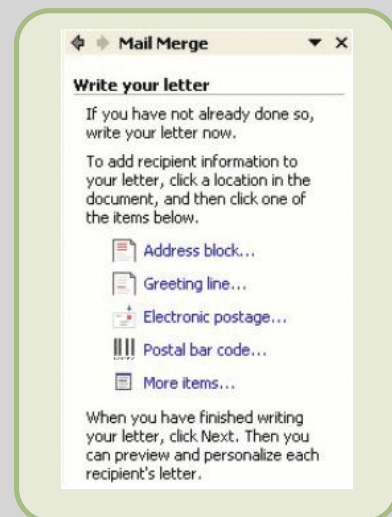 Mail Merge
Write your letter
If you have not already done so,
write your letter now.
To add recipient information to
your letter, click a location in the
document, and then click one of
the items below.
Address block...
Greeting line...
Electronic postage...
Postal bar code...
More items...
When you have finished writing
your letter, click Next. Then you
can preview and personalize each
recipient's letter.